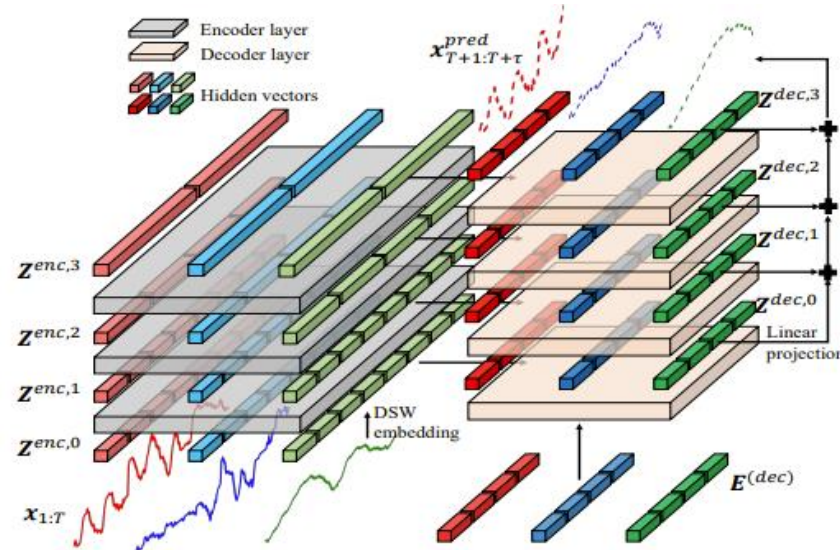 Encoder layer
Decoder layer
Hidden vectors
x^{pred}_{T+1:T+τ}
Z^{dec,3}
Z^{dec,2}
Z^{dec,1}
Z^{dec,0}
Linear
projection
Z^{enc,3}
Z^{enc,2}
Z^{enc,1}
Z^{enc,0}
DSW
embedding
x_{1:T}
E^{(dec)}